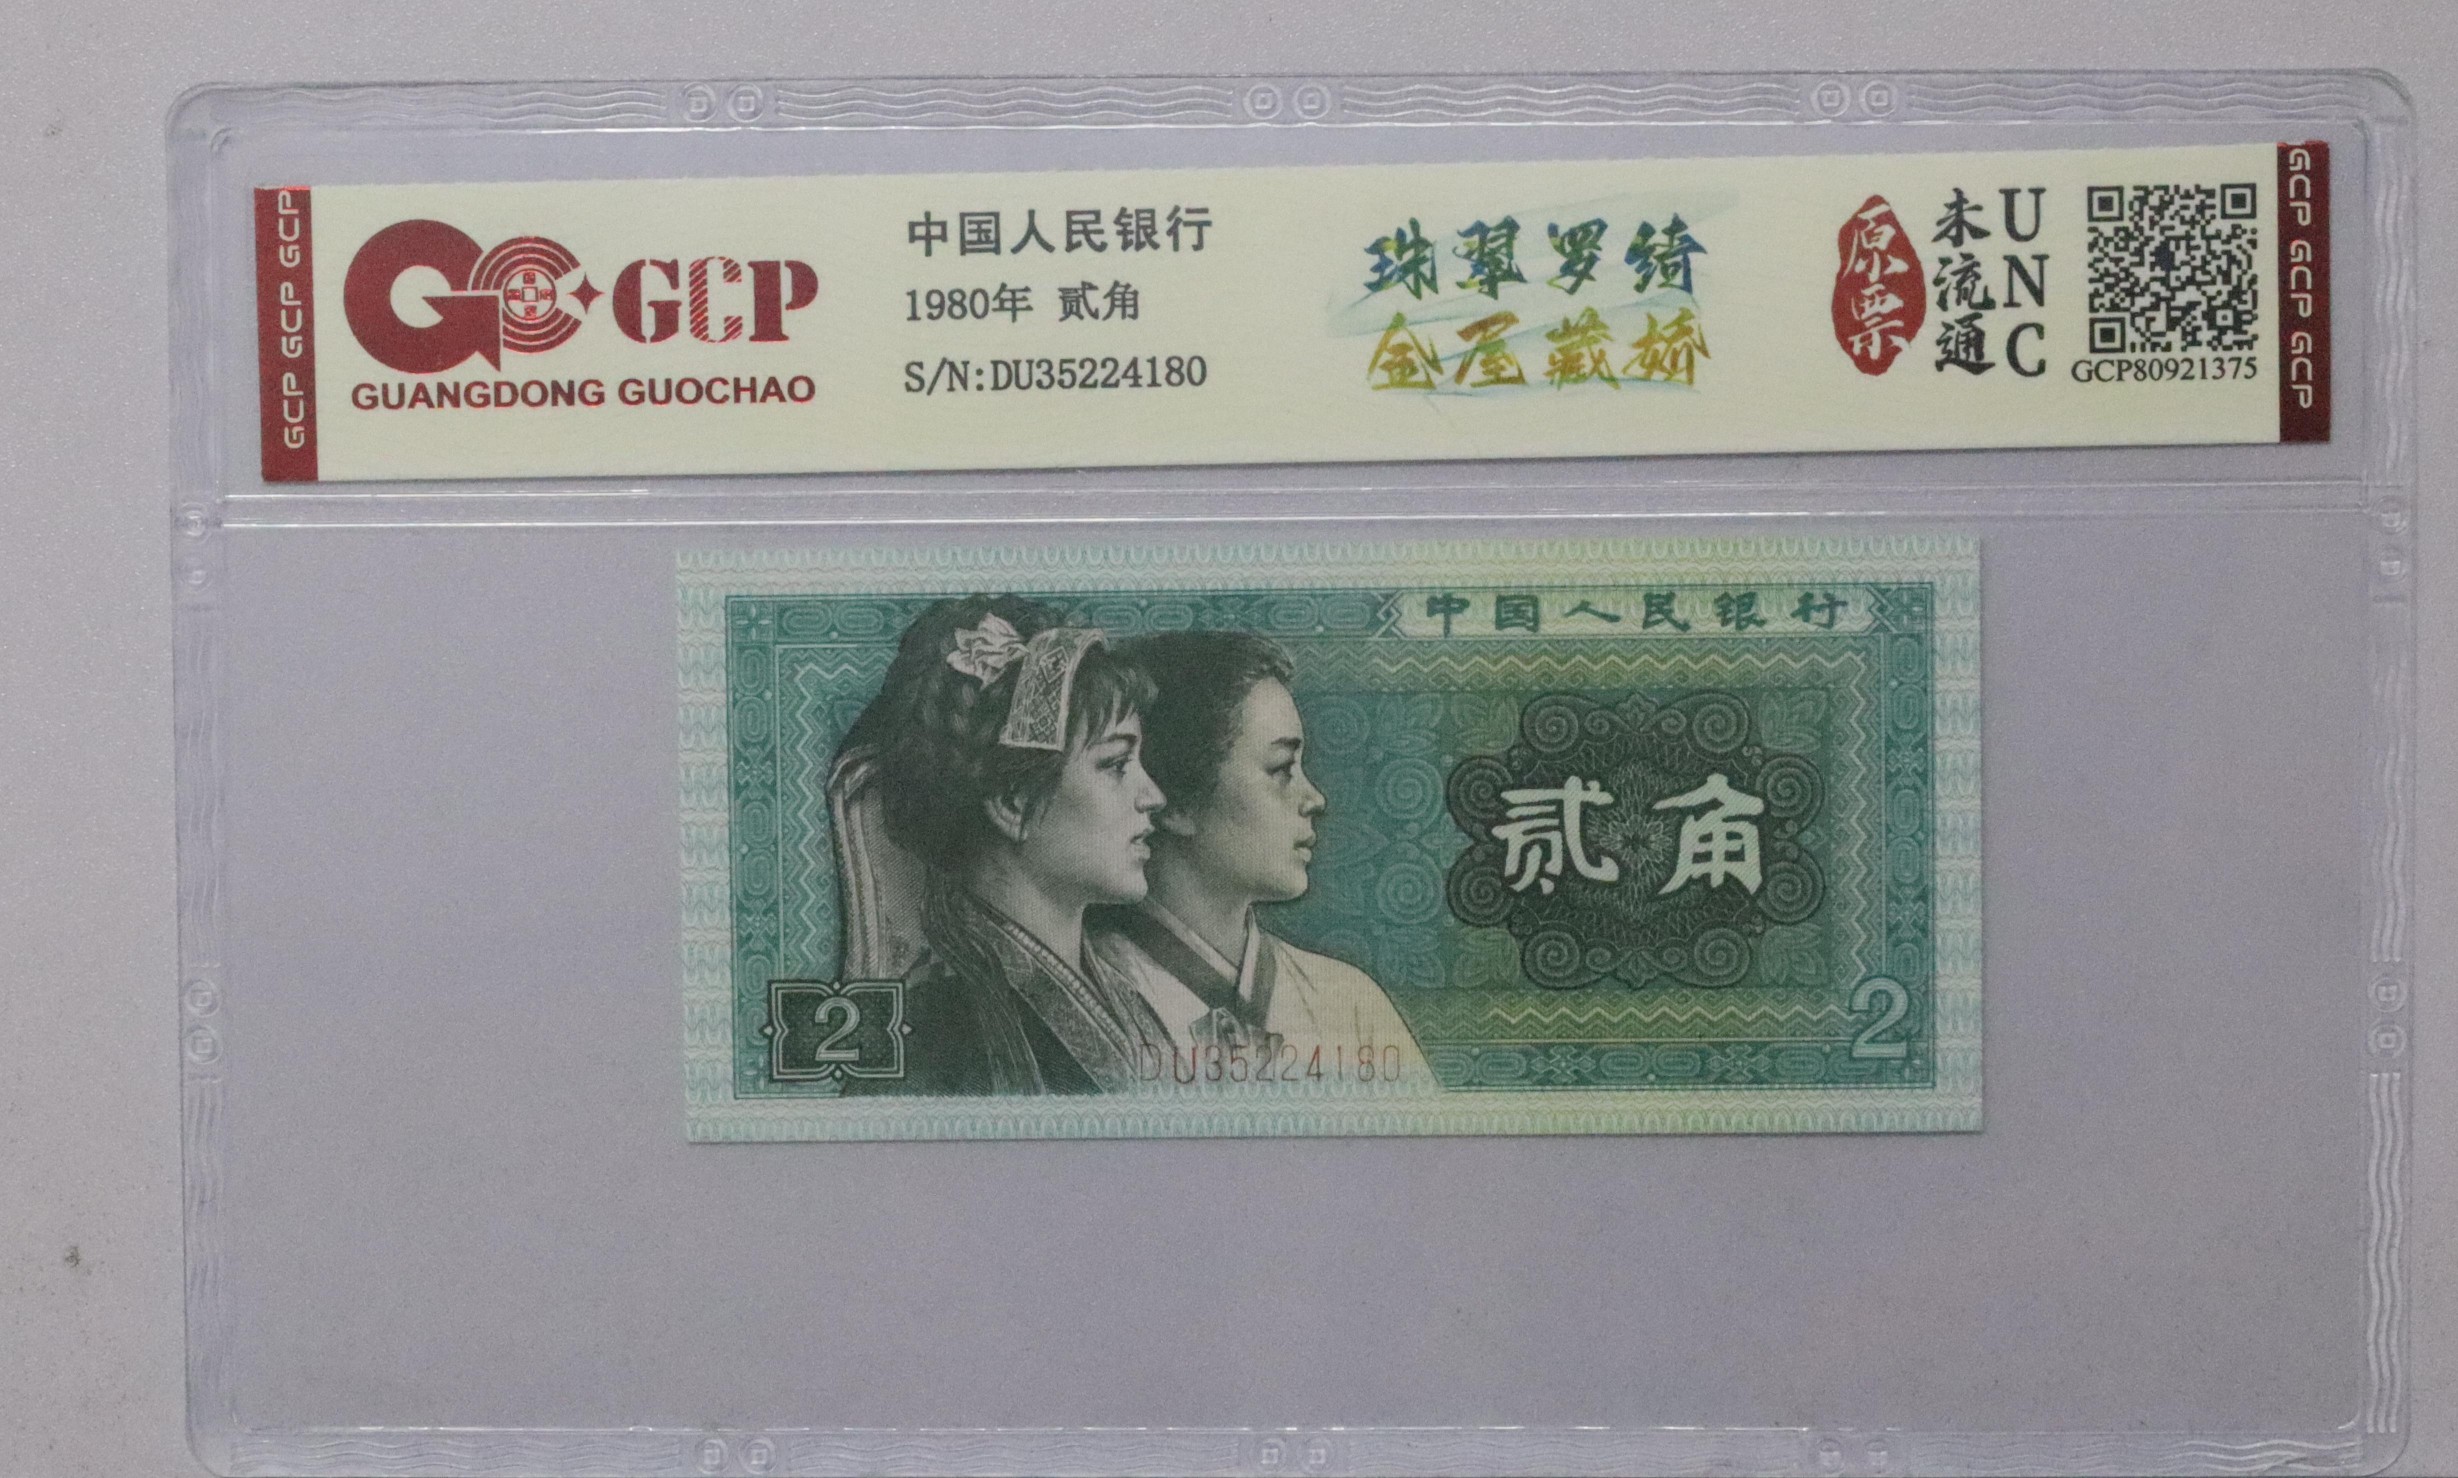 GCP GCP GCP
GCP
GUANGDONG GUOCHAO
中国人民银行
1980年 贰角
S/N:DU35224180
珠翠罗绮
金屋藏娇
原票
未流通
UNC
GCP80921375
GCP GCP GCP
中国人民银行
贰角
2
2
DU35224180